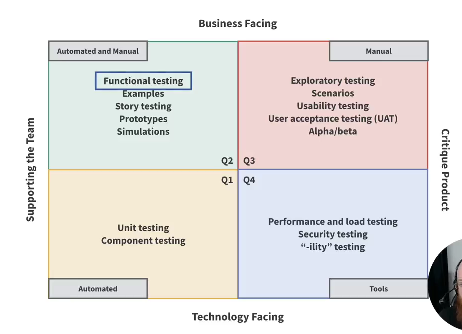 Business Facing
Automated and Manual
Manual
Functional testing
Examples
Story testing
Prototypes
Simulations
Exploratory testing
Scenarios
Usability testing
User acceptance testing (UAT)
Alpha/beta
Supporting the Team
Critique Product
Q2
Q3
Q1
Q4
Unit testing
Component testing
Performance and load testing
Security testing
“-ility” testing
Automated
Tools
Technology Facing